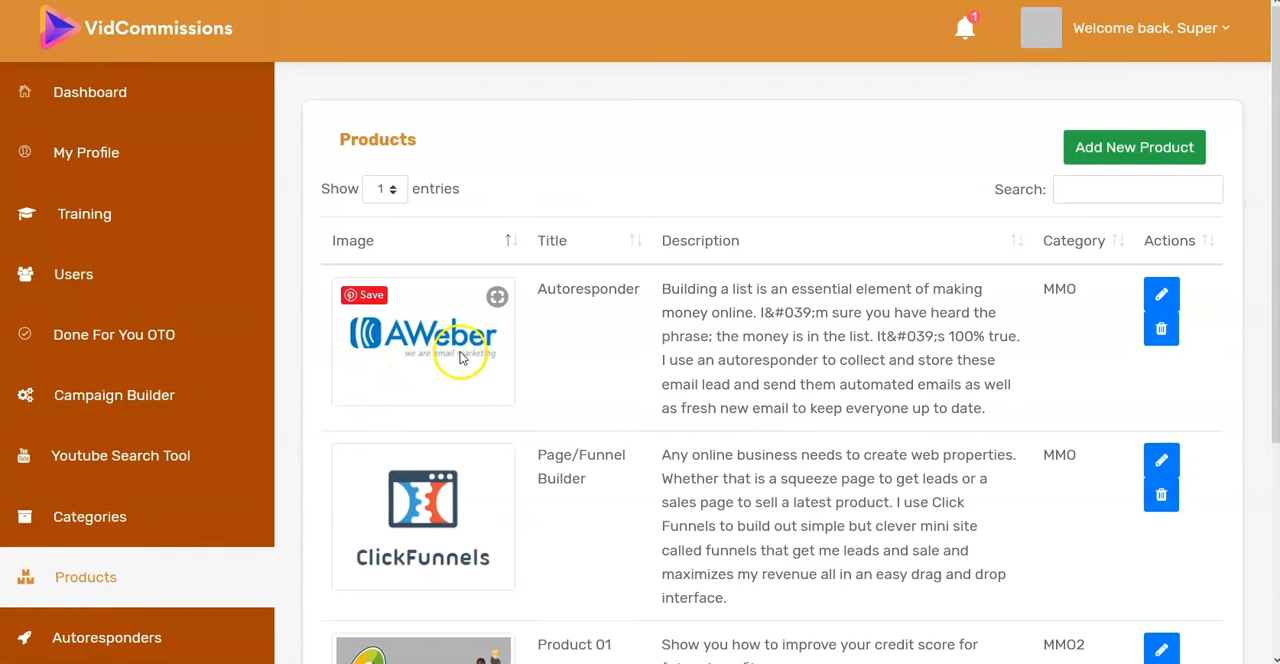 VidCommissions
1
Welcome back, Super
Dashboard
My Profile
Training
Users
Done For You OTO
Campaign Builder
Youtube Search Tool
Categories
Products
Autoresponders
Products
Add New Product
Show 1 entries
Search:
Image
Title
Description
Category
Actions
Save
AWeber
we are email marketing
Autoresponder
Building a list is an essential element of making
money online. I&#039;m sure you have heard the
phrase; the money is in the list. It&#039;s 100% true.
I use an autoresponder to collect and store these
email lead and send them automated emails as well
as fresh new email to keep everyone up to date.
MMO
ClickFunnels
Page/Funnel
Builder
Any online business needs to create web properties.
Whether that is a squeeze page to get leads or a
sales page to sell a latest product. I use Click
Funnels to build out simple but clever mini site
called funnels that get me leads and sale and
maximizes my revenue all in an easy drag and drop
interface.
MMO
Product 01
Show you how to improve your credit score for
MMO2